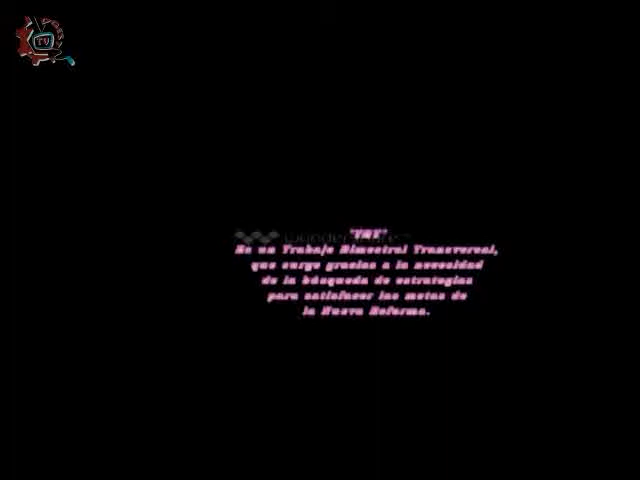 TV
Es un Trabajo Bimestral Transversal,
que surge gracias a la necesidad
de la búsqueda de estrategias
para satisfacer las metas de
la Nueva Reforma.